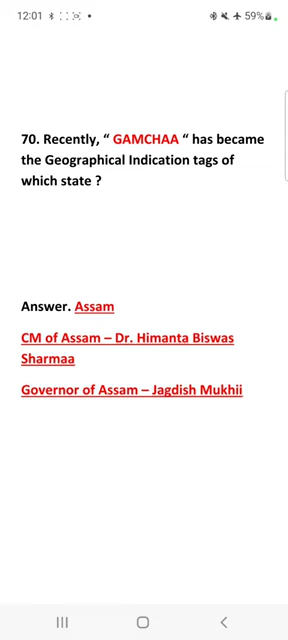 12:01 59%
70. Recently, “ GAMCHAA “ has became
the Geographical Indication tags of
which state ?
Answer. Assam
CM of Assam – Dr. Himanta Biswas
Sharmaa
Governor of Assam – Jagdish Mukhii